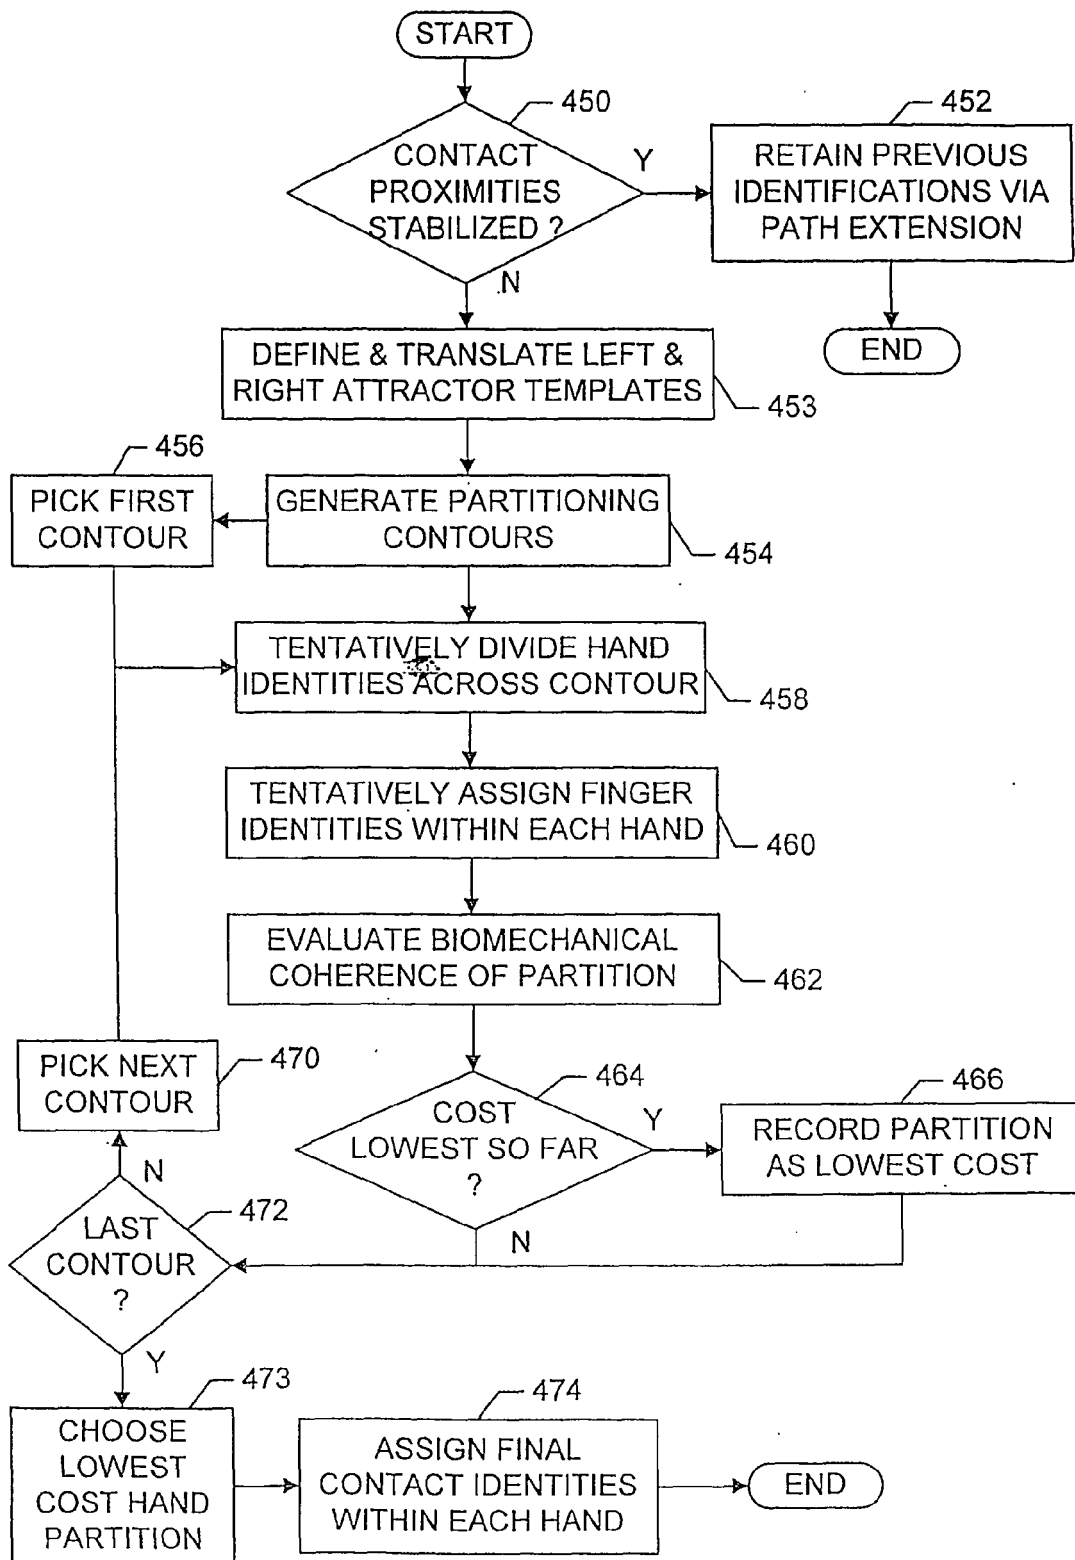 START
450
CONTACT
PROXIMITIES
STABILIZED ?
Y
N
452
RETAIN PREVIOUS
IDENTIFICATIONS VIA
PATH EXTENSION
END
DEFINE & TRANSLATE LEFT &
RIGHT ATTRACTOR TEMPLATES
453
456
PICK FIRST
CONTOUR
GENERATE PARTITIONING
CONTOURS
454
TENTATIVELY DIVIDE HAND
IDENTITIES ACROSS CONTOUR
458
TENTATIVELY ASSIGN FINGER
IDENTITIES WITHIN EACH HAND
460
EVALUATE BIOMECHANICAL
COHERENCE OF PARTITION
462
PICK NEXT
CONTOUR
470
464
COST
LOWEST SO FAR
?
Y
N
466
RECORD PARTITION
AS LOWEST COST
N
472
LAST
CONTOUR
?
Y
473
CHOOSE
LOWEST
COST HAND
PARTITION
474
ASSIGN FINAL
CONTACT IDENTITIES
WITHIN EACH HAND
END